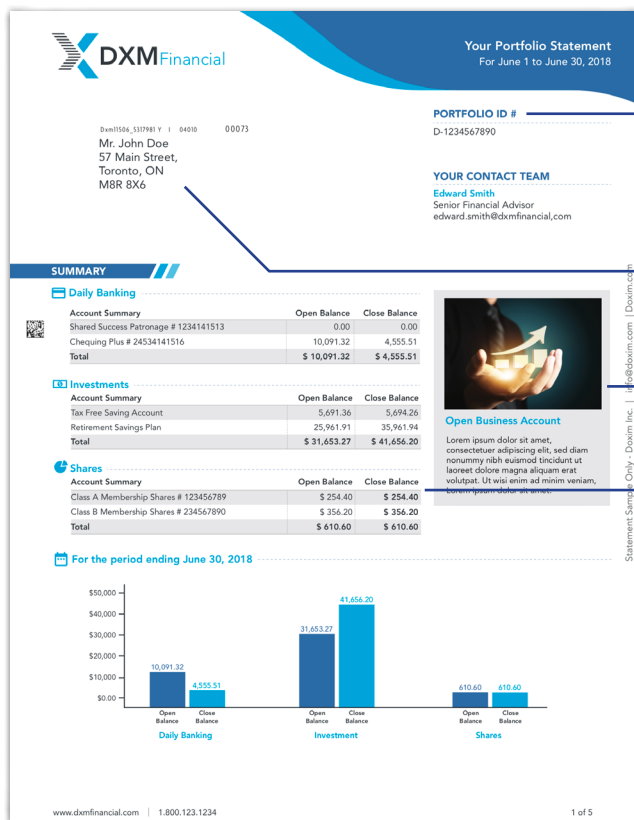 DXM Financial
Your Portfolio Statement
For June 1 to June 30, 2018
PORTFOLIO ID #
D-1234567890
Dxm11506_5317981 Y I 04010 00073
Mr. John Doe
57 Main Street,
Toronto, ON
M8R 8X6
YOUR CONTACT TEAM
Edward Smith
Senior Financial Advisor
edward.smith@dxmfinancial,com
SUMMARY
Daily Banking
Account Summary Open Balance Close Balance
Shared Success Patronage # 1234141513 0.00 0.00
Chequing Plus # 24534141516 10,091.32 4,555.51
Total $ 10,091.32 $ 4,555.51
Investments
Account Summary Open Balance Close Balance
Tax Free Saving Account 5,691.36 5,694.26
Retirement Savings Plan 25,961.91 35,961.94
Total $ 31,653.27 $ 41,656.20
Shares
Account Summary Open Balance Close Balance
Class A Membership Shares # 123456789 $ 254.40 $ 254.40
Class B Membership Shares # 234567890 $ 356.20 $ 356.20
Total $ 610.60 $ 610.60
Open Business Account
Lorem ipsum dolor sit amet,
consectetuer adipiscing elit, sed diam
nonummy nibh euismod tincidunt ut
laoreet dolore magna aliquam erat
volutpat. Ut wisi enim ad minim veniam,
Lorem ipsum dolor sit amet.
Statement Sample Only - Doxim Inc. | info@doxim.com | Doxim.com
For the period ending June 30, 2018
$50,000
$40,000
$30,000
$20,000
$10,000
$0.00
10,091.32
4,555.51
31,653.27
41,656.20
610.60
610.60
Open Balance
Close Balance
Open Balance
Close Balance
Open Balance
Close Balance
Daily Banking
Investment
Shares
www.dxmfinancial.com | 1.800.123.1234
1 of 5